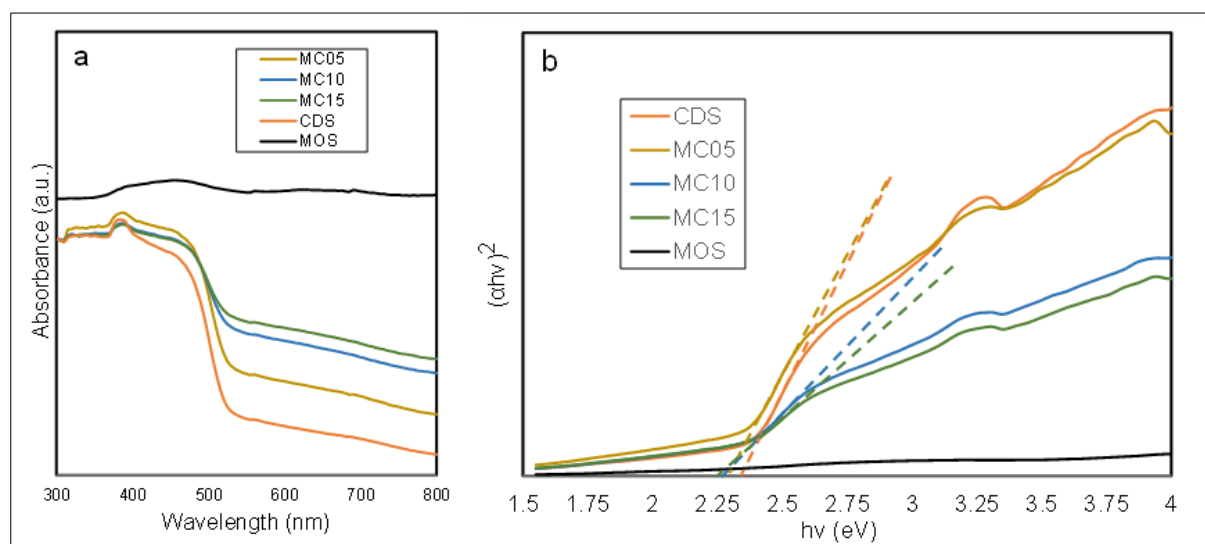 a
MC05
MC10
MC15
CDS
MOS
Absorbance (a.u.)
300 400 500 600 700 800
Wavelength (nm)
b
CDS
MC05
MC10
MC15
MOS
(αhv)²
1.5 1.75 2 2.25 2.5 2.75 3 3.25 3.5 3.75 4
hv (eV)